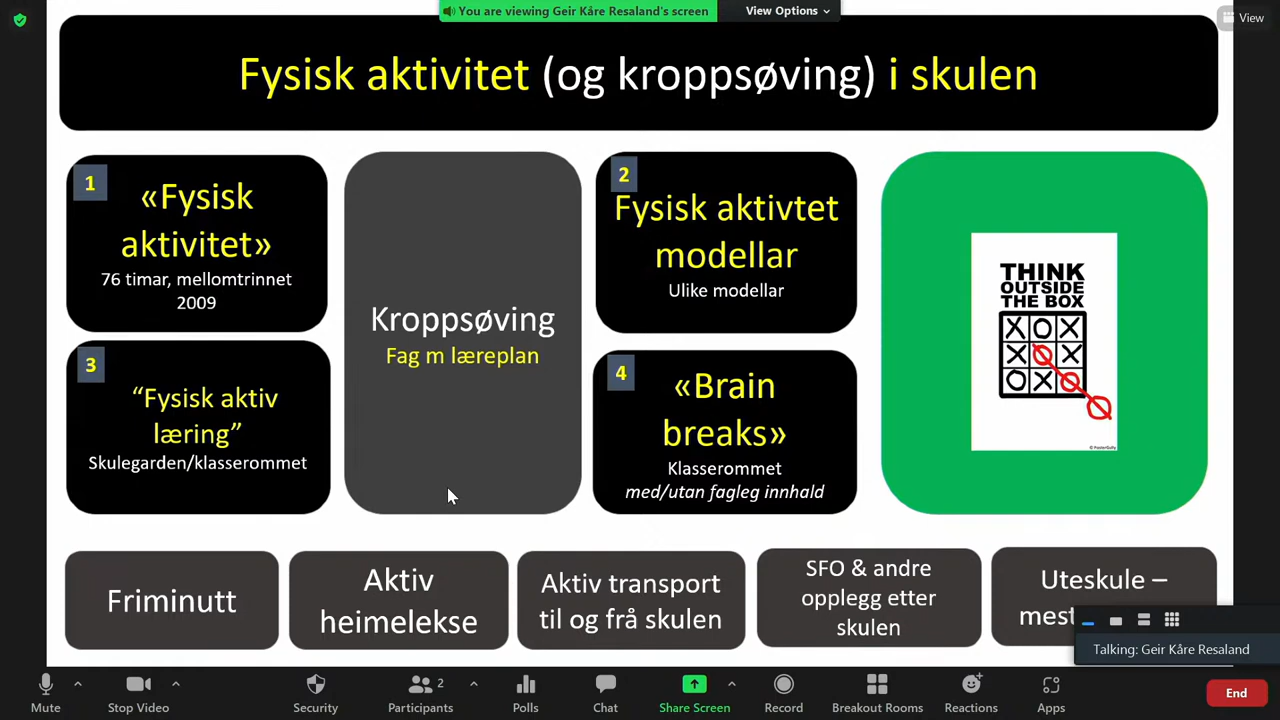 You are viewing Geir Kåre Resaland's screen
View Options
View
Fysisk aktivitet (og kroppsøving) i skulen
1
«Fysisk
aktivitet»
76 timar, mellomtrinnet
2009
Kroppsøving
Fag m læreplan
2
Fysisk aktivtet
modellar
Ulike modellar
THINK
OUTSIDE
THE BOX
X O X
X O X
O X O
O
3
“Fysisk aktiv
læring”
Skulegarden/klasserommet
4
«Brain
breaks»
Klasserommet
med/utan fagleg innhald
Friminutt
Aktiv
heimelekse
Aktiv transport
til og frå skulen
SFO & andre
opplegg etter
skulen
Uteskule –
mest
Talking: Geir Kåre Resaland
Mute
Stop Video
Security
2
Participants
Polls
Chat
Share Screen
Record
Breakout Rooms
Reactions
Apps
End